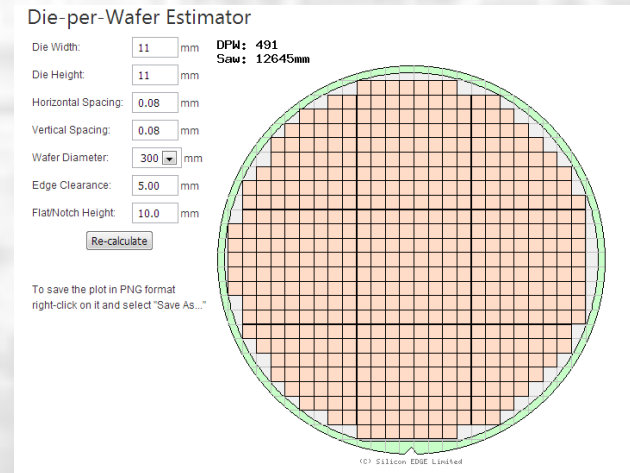 Die-per-Wafer Estimator
Die Width: 11 mm
Die Height: 11 mm
Horizontal Spacing: 0.08 mm
Vertical Spacing: 0.08 mm
Wafer Diameter: 300 mm
Edge Clearance: 5.00 mm
Flat/Notch Height: 10.0 mm
Re-calculate
To save the plot in PNG format
right-click on it and select "Save As..."
DPW: 491
Saw: 12645mm
(C) Silicon EDGE Limited